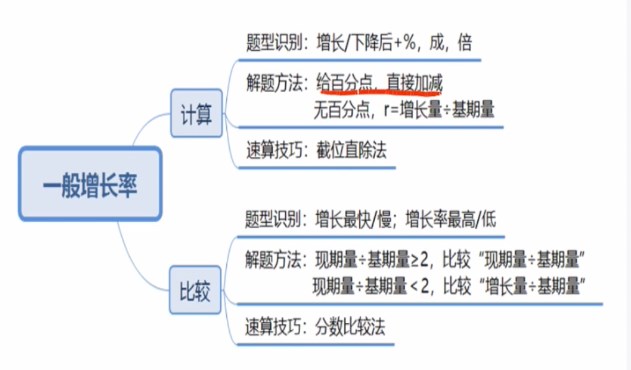 题型识别：增长/下降后+%，成，倍
解题方法：给百分点，直接加减
无百分点，r=增长量÷基期量
计算
速算技巧：截位直除法
一般增长率
题型识别：增长最快/慢；增长率最高/低
解题方法：现期量÷基期量≥2，比较“现期量÷基期量”
现期量÷基期量＜2，比较“增长量÷基期量”
比较
速算技巧：分数比较法